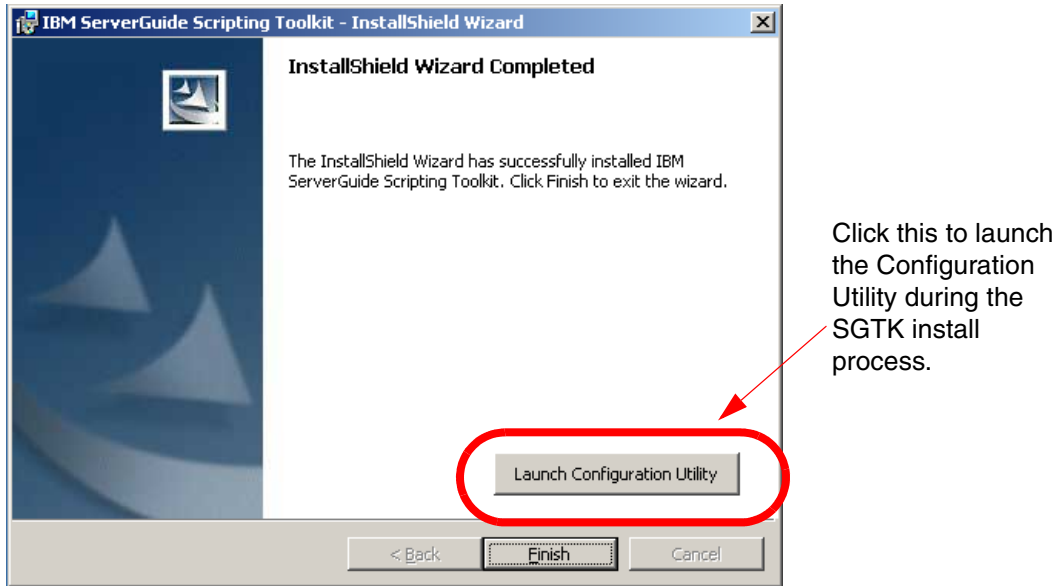 IBM ServerGuide Scripting Toolkit - InstallShield Wizard
InstallShield Wizard Completed
The InstallShield Wizard has successfully installed IBM
ServerGuide Scripting Toolkit. Click Finish to exit the wizard.
Click this to launch
the Configuration
Utility during the
SGTK install
process.
Launch Configuration Utility
< Back
Finish
Cancel